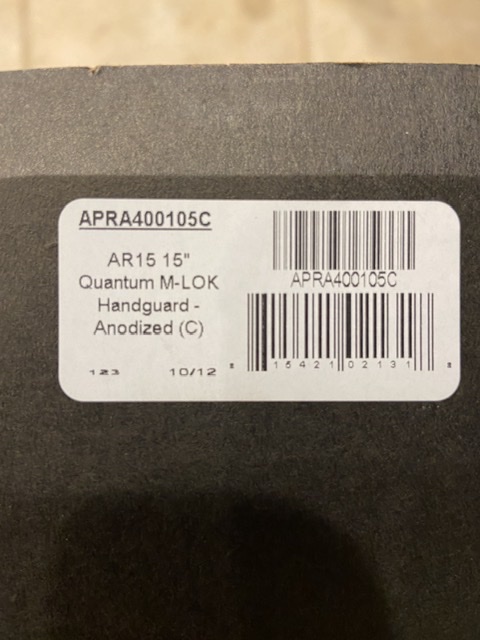 APRA400105C
AR15 15"
Quantum M-LOK
Handguard -
Anodized (C)
123 10/12
APRA400105C
15421 02131